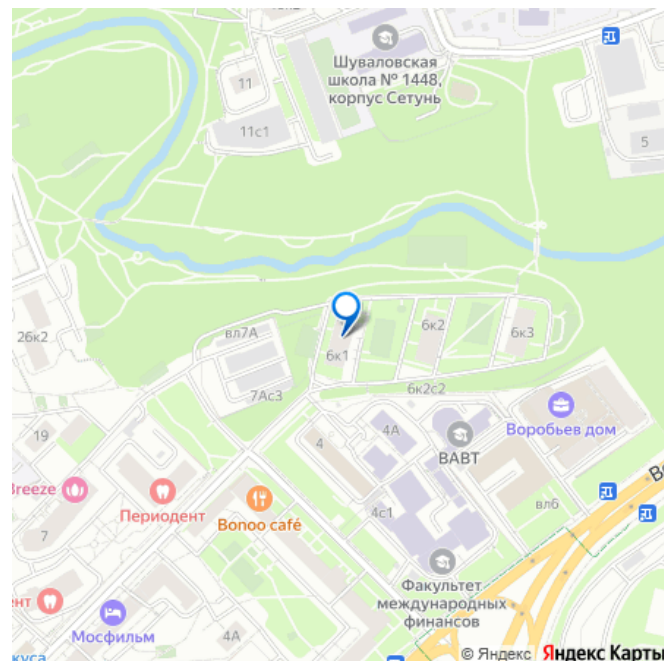 11
Шуваловская
школа № 1448,
корпус Сетунь
11с1
5
26к2
вл7А
6к1
6к2
6к3
7Ас3
6к2с2
19
4
4А
ВАВТ
Воробьев дом
Breeze
Периодент
Bonoo café
7
4с1
вл6
Факультет
международных
финансов
Мосфильм
4А
© Яндекс Яндекс Карты